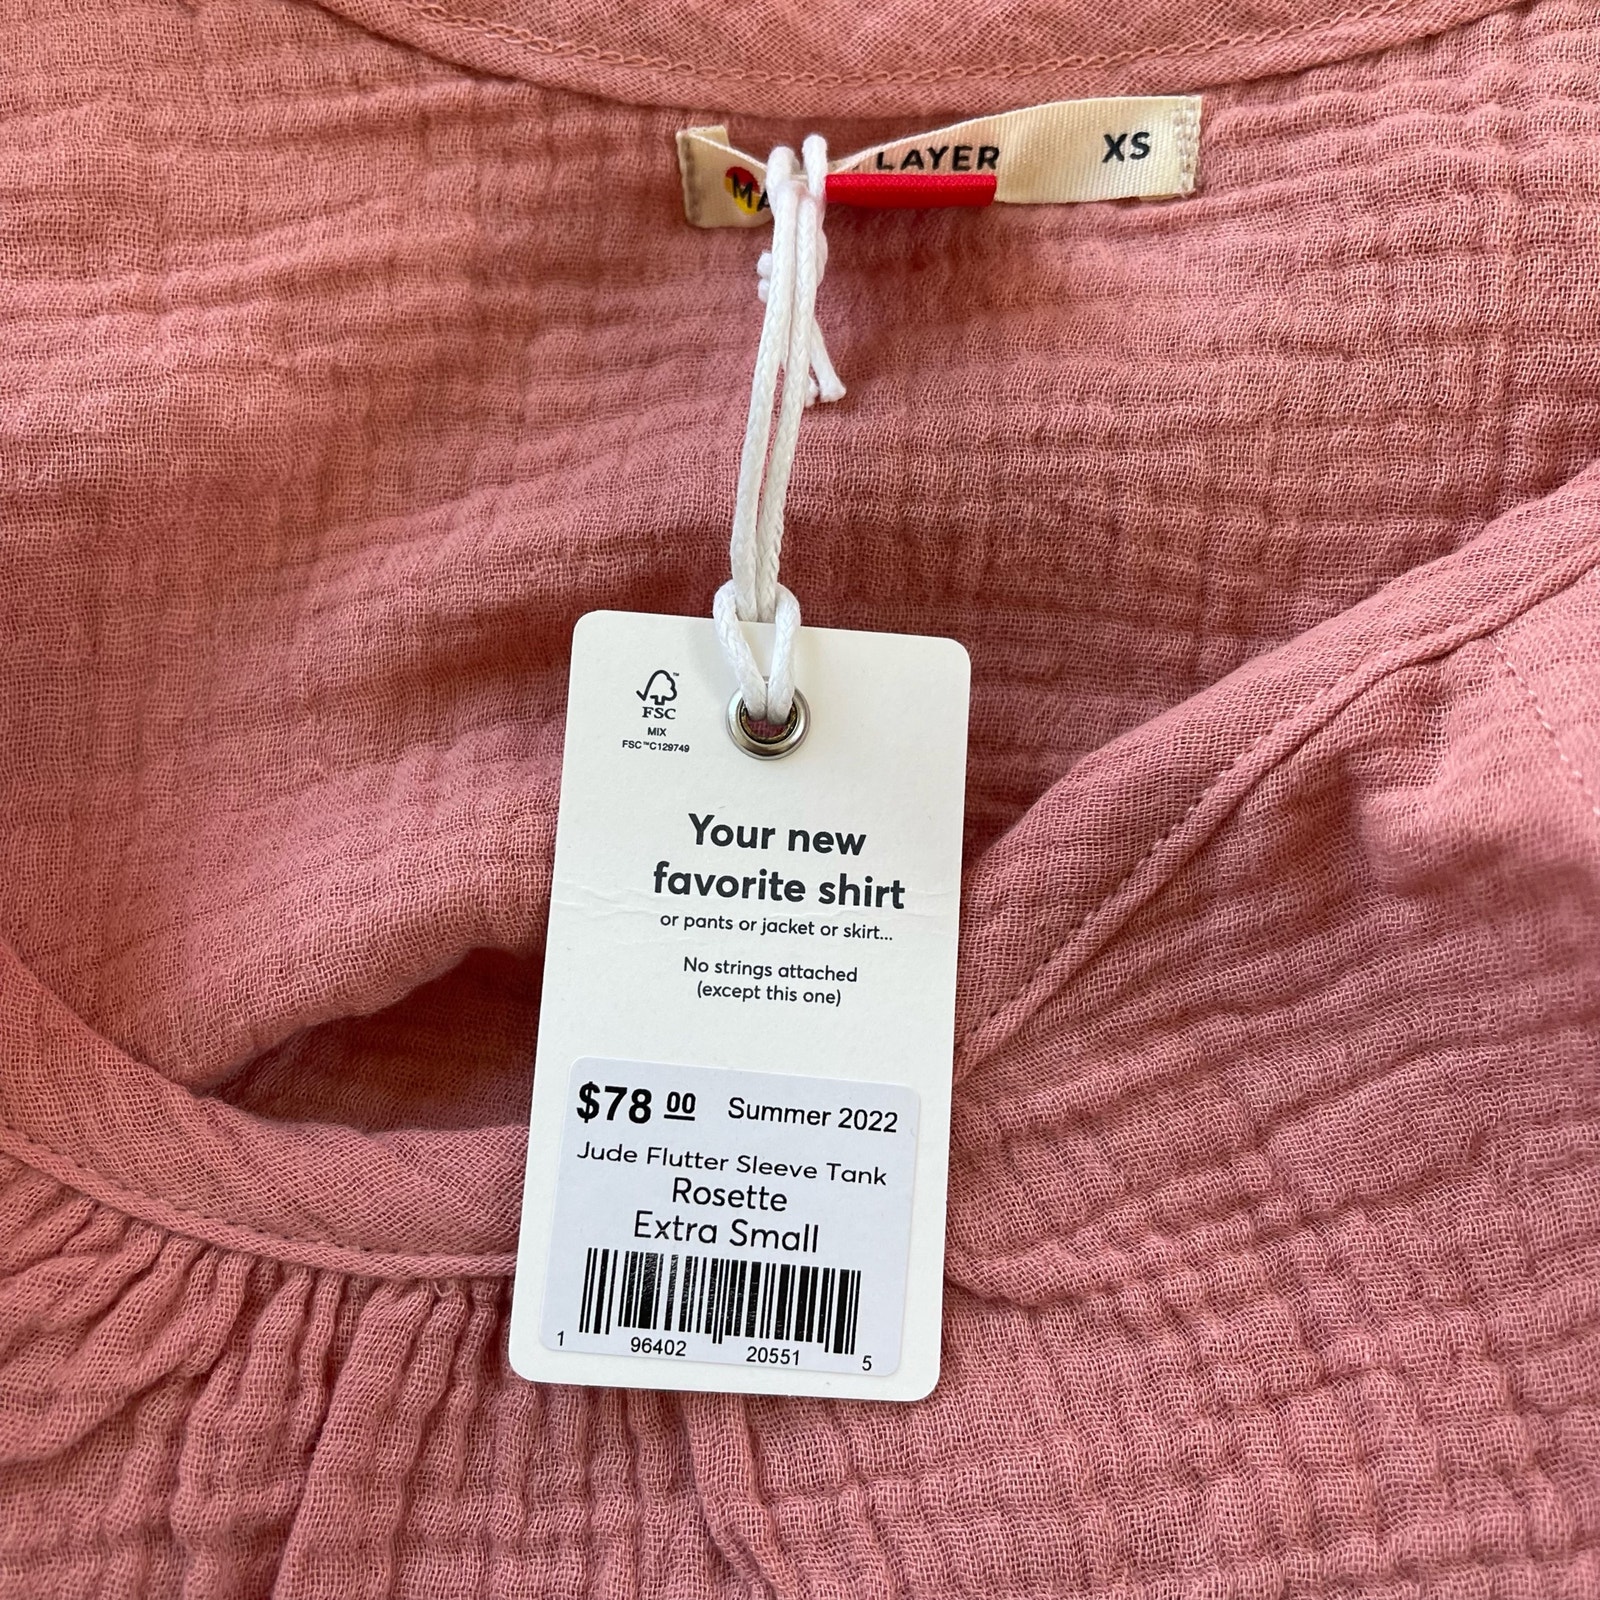 LAYER XS
FSC
MIX
FSC™C129749
Your new
favorite shirt
or pants or jacket or skirt...
No strings attached
(except this one)
$78 00 Summer 2022
Jude Flutter Sleeve Tank
Rosette
Extra Small
1 96402 20551 5